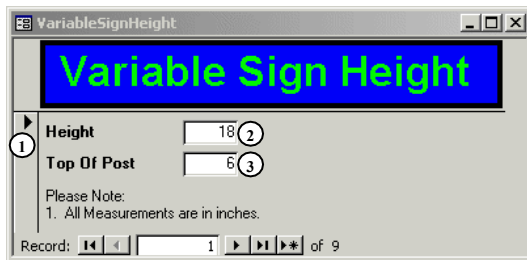 VariableSignHeight
Variable Sign Height
1
Height 18 2
Top Of Post 6 3
Please Note:
1. All Measurements are in inches.
Record: 1 of 9